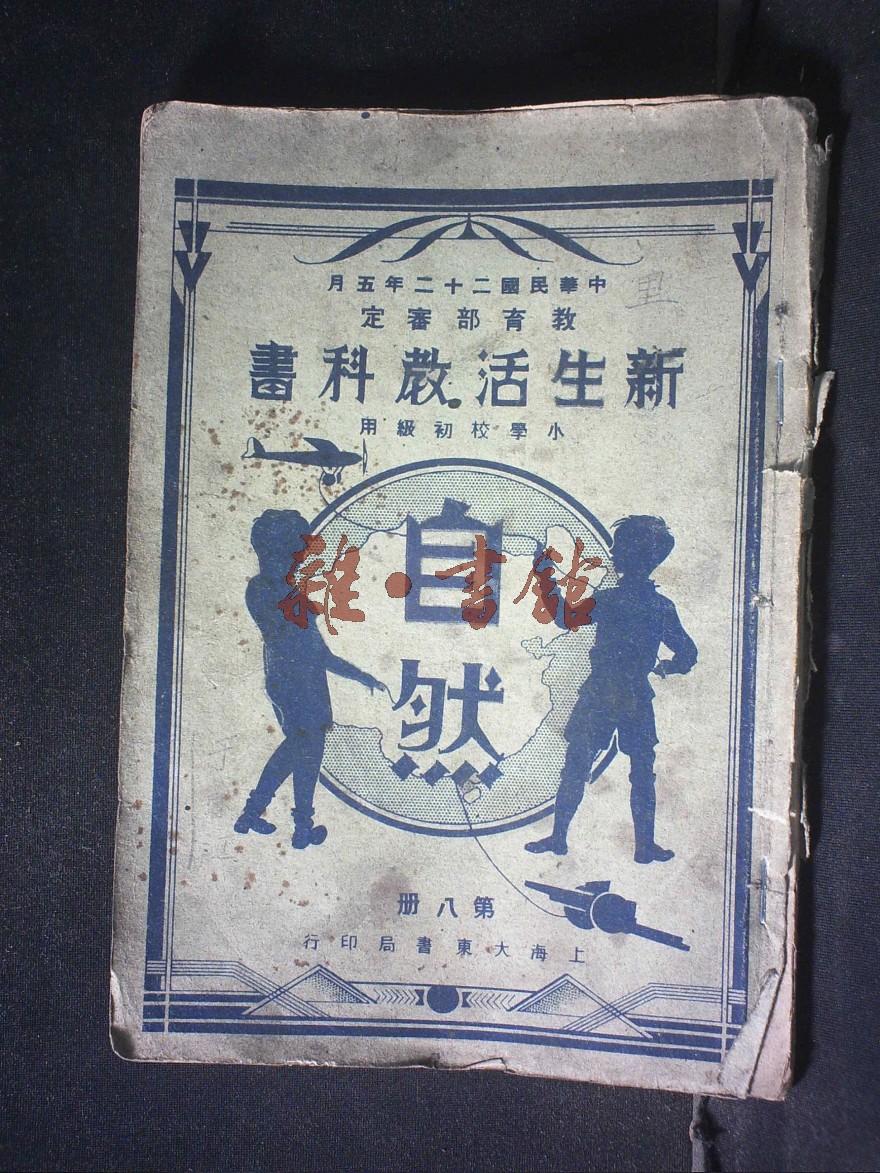 中華民國二十二年五月
教育部審定
新生活教科書
小學校初級用
自然
雜·書館
第八册
上海大東書局印行
里